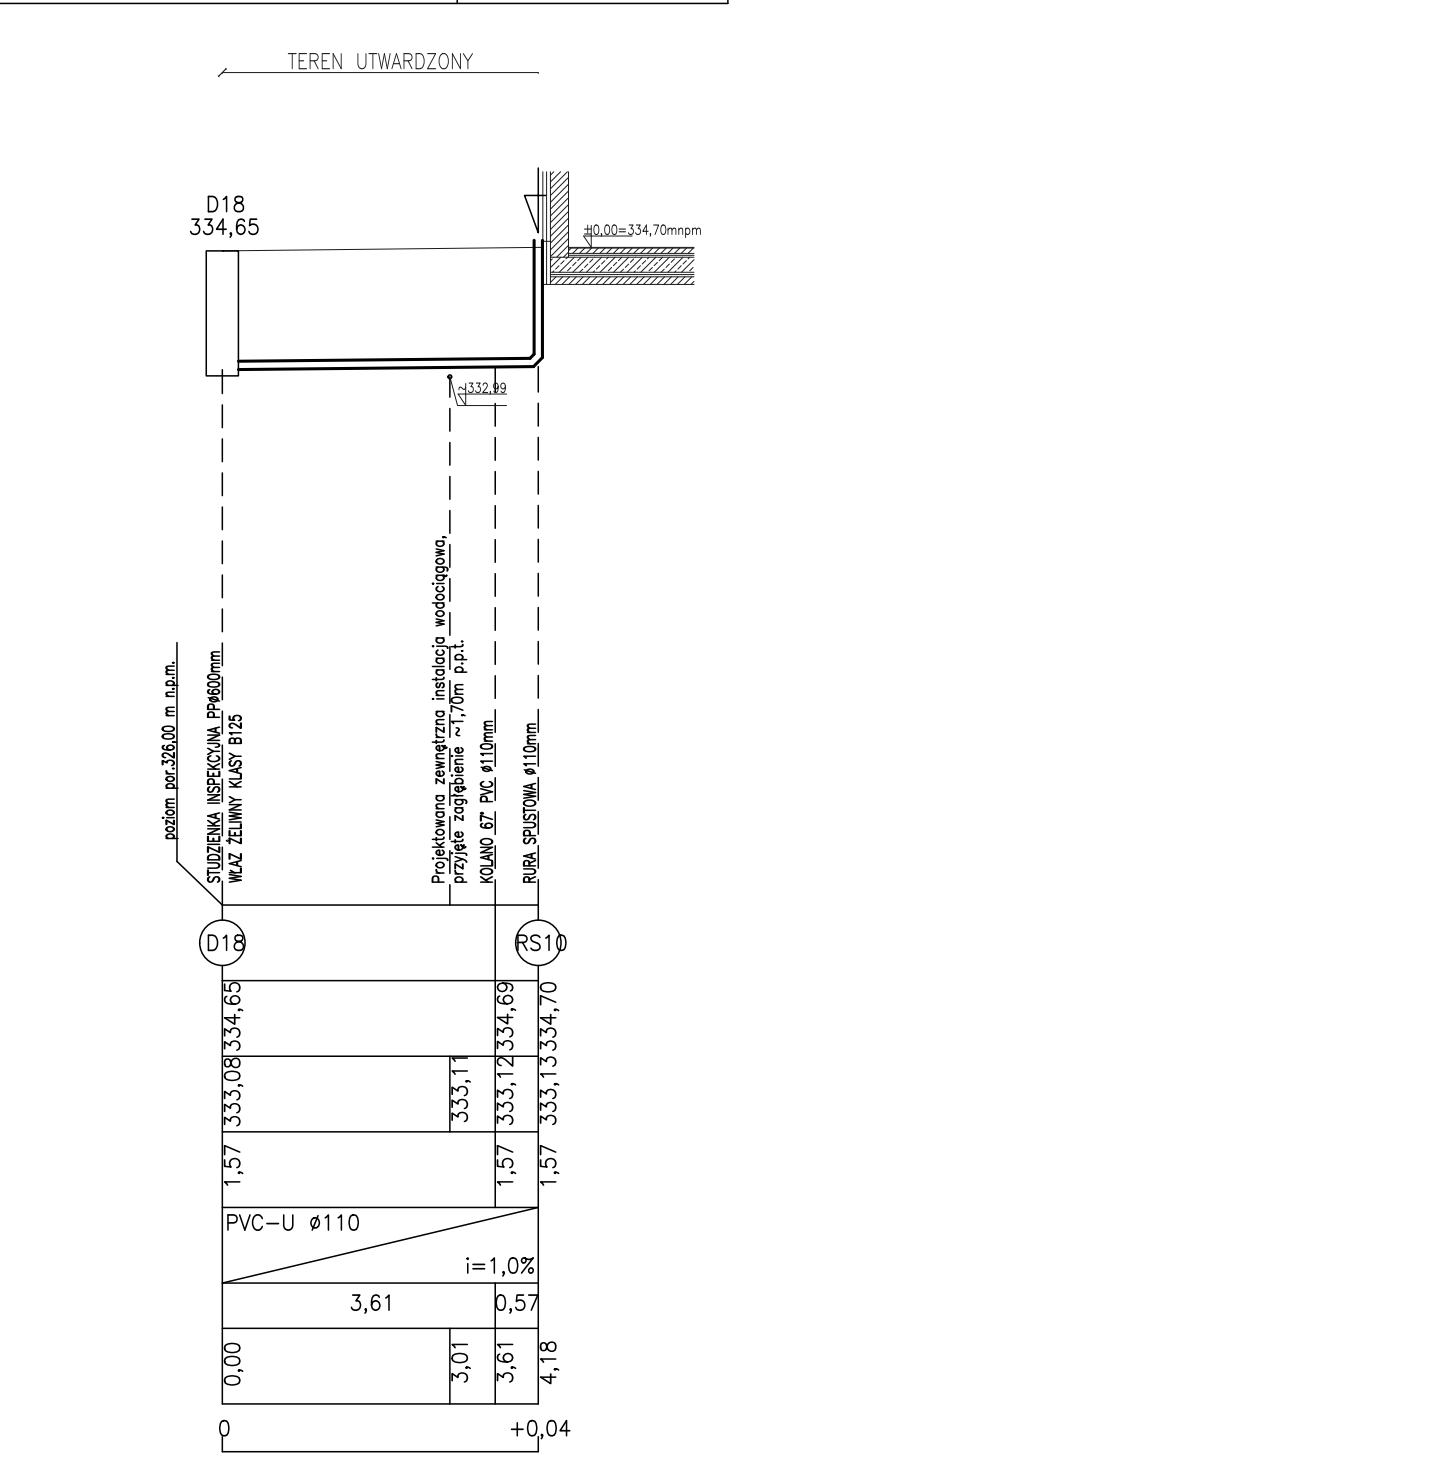 TEREN UTWARDZONY
D18
334,65
±0,00=334,70mnpm
~332,99
poziom por.326,00 m n.p.m.
STUDZIENKA INSPEKCYJNA PPø600mm
WŁAZ ŻELIWNY KLASY B125
Projektowana zewnętrzna instalacja wodociągowa,
przyjęte zagłębienie ~1,70m p.p.t.
KOLANO 67° PVC ø110mm
RURA SPUSTOWA ø110mm
D18
RS10
334,65
334,69
334,70
333,08
333,11
333,12
333,13
1,57
1,57
1,57
PVC-U ø110
i=1,0%
3,61
0,57
0,00
3,01
3,61
4,18
0
+0,04